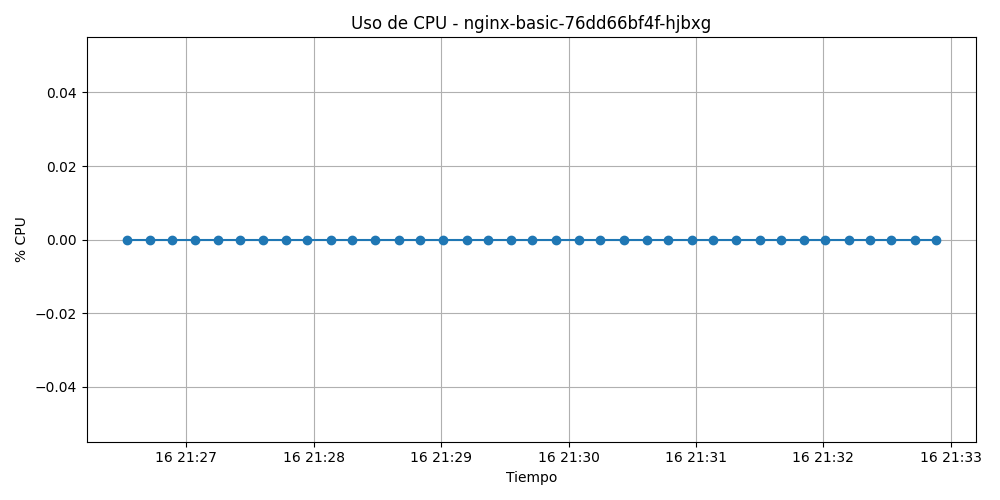 Uso de CPU - nginx-basic-76dd66bf4f-hjbxg
% CPU
0.04
0.02
0.00
−0.02
−0.04
16 21:27 16 21:28 16 21:29 16 21:30 16 21:31 16 21:32 16 21:33
Tiempo